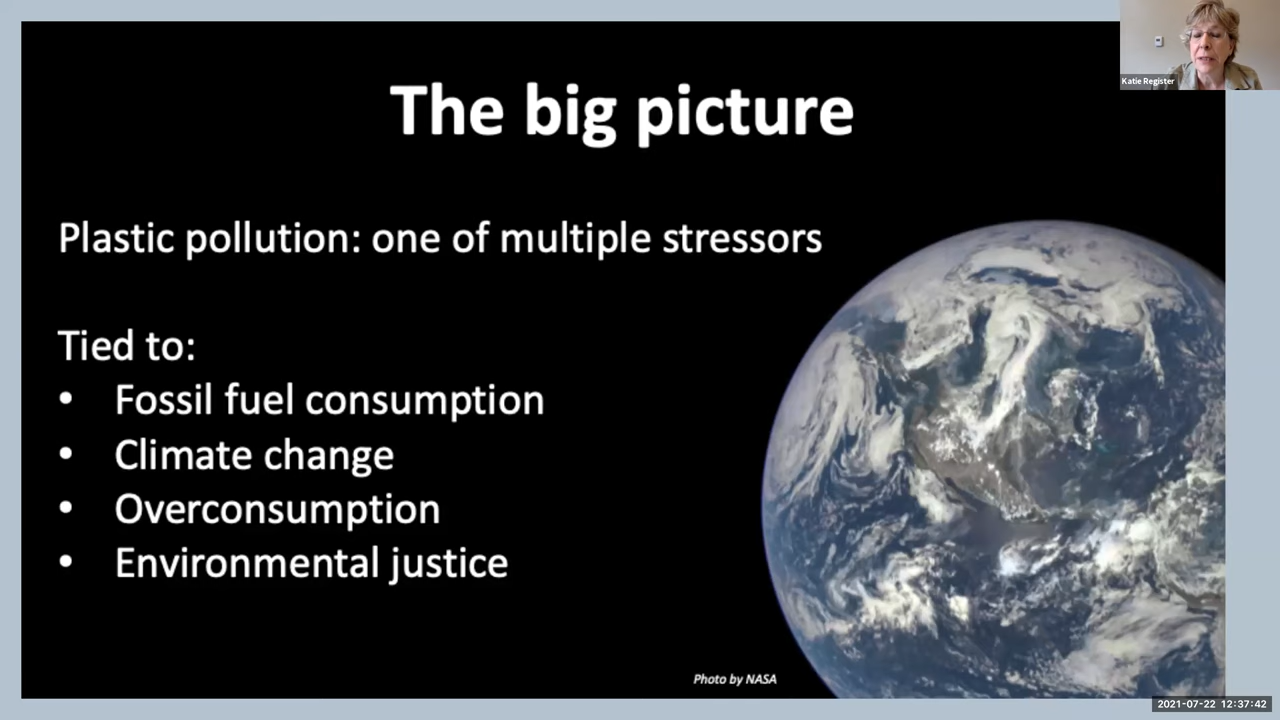 Katie Register
The big picture
Plastic pollution: one of multiple stressors
Tied to:
• Fossil fuel consumption
• Climate change
• Overconsumption
• Environmental justice
Photo by NASA
2021-07-22 12:37:42